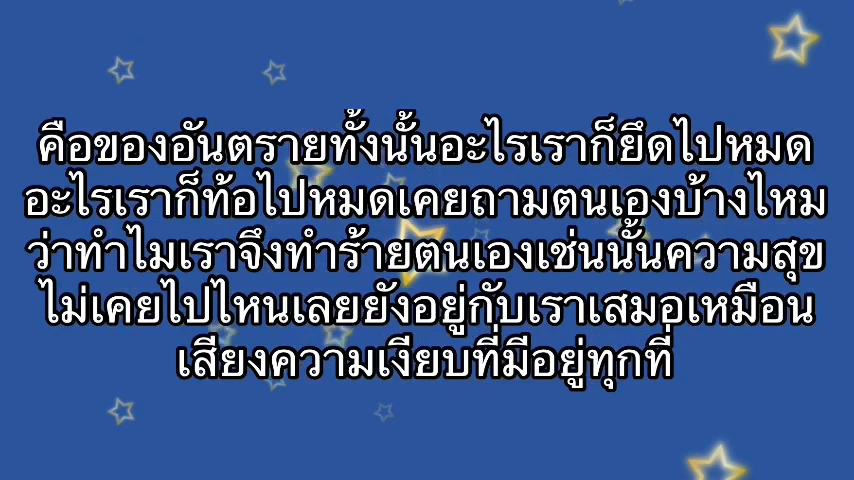 คือของอันตรายทั้งนั้นอะไรเราก็ยึดไปหมด
อะไรเราก็ท้อไปหมดเคยถามตนเองบ้างไหม
ว่าทำไมเราจึงทำร้ายตนเองเช่นนั้นความสุข
ไม่เคยไปไหนเลยยังอยู่กับเราเสมอเหมือน
เสียงความเงียบที่มีอยู่ทุกที่